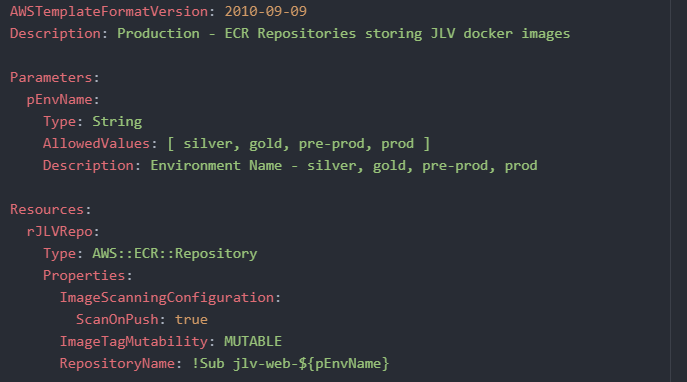 AWSTemplateFormatVersion: 2010-09-09
Description: Production - ECR Repositories storing JLV docker images

Parameters:
  pEnvName:
    Type: String
    AllowedValues: [ silver, gold, pre-prod, prod ]
    Description: Environment Name - silver, gold, pre-prod, prod

Resources:
  rJLVRepo:
    Type: AWS::ECR::Repository
    Properties:
      ImageScanningConfiguration:
        ScanOnPush: true
      ImageTagMutability: MUTABLE
      RepositoryName: !Sub jlv-web-${pEnvName}